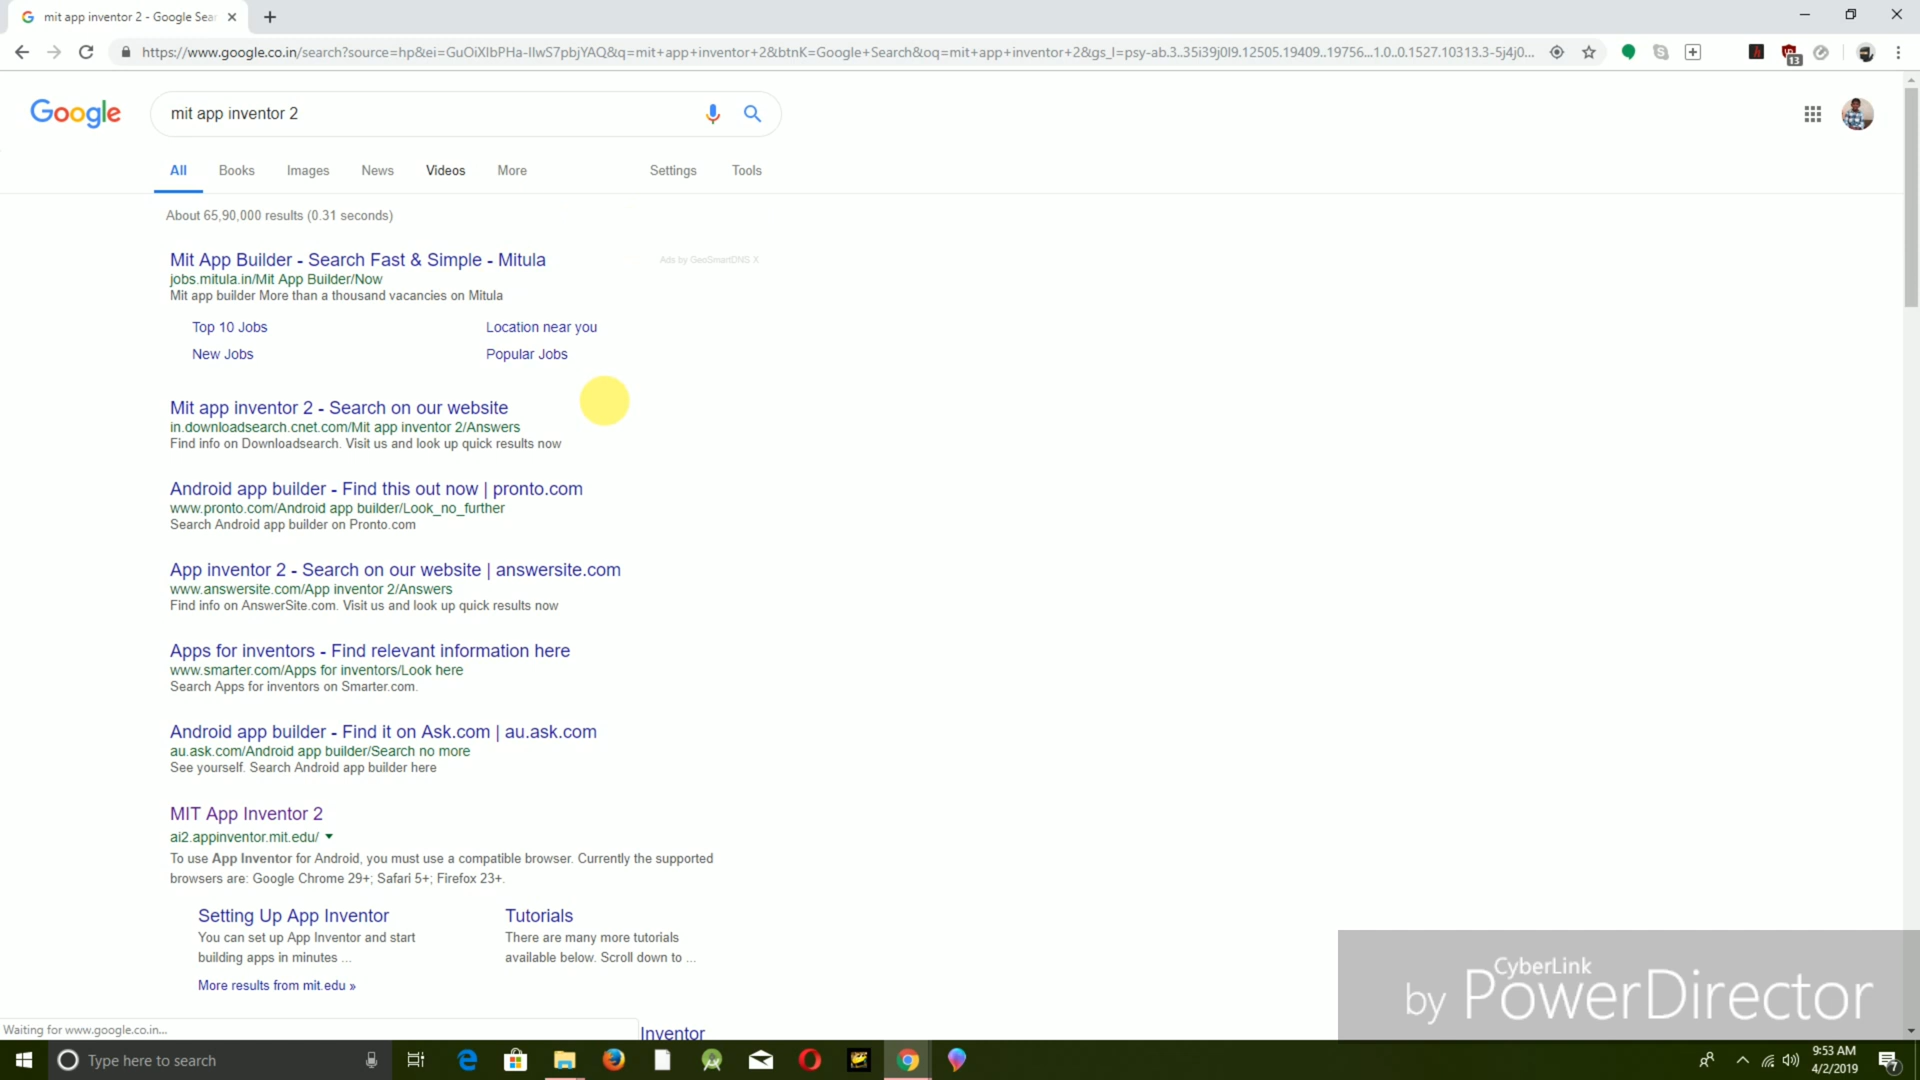 mit app inventor 2 - Google Sear
https://www.google.co.in/search?source=hp&ei=GuOiXIbPHa-IIwS7pbjYAQ&q=mit+app+inventor+2&btnK=Google+Search&oq=mit+app+inventor+2&gs_l=psy-ab.3..35i39j0l9.12505.19409..19756...1.0..0.1527.10313.3-5j4j0...
13
Google
mit app inventor 2
All Books Images News Videos More Settings Tools
About 65,90,000 results (0.31 seconds)
Mit App Builder - Search Fast & Simple - Mitula
Ads by GeoSmartDNS X
jobs.mitula.in/Mit App Builder/Now
Mit app builder More than a thousand vacancies on Mitula
Top 10 Jobs Location near you
New Jobs Popular Jobs
Mit app inventor 2 - Search on our website
in.downloadsearch.cnet.com/Mit app inventor 2/Answers
Find info on Downloadsearch. Visit us and look up quick results now
Android app builder - Find this out now | pronto.com
www.pronto.com/Android app builder/Look_no_further
Search Android app builder on Pronto.com
App inventor 2 - Search on our website | answersite.com
www.answersite.com/App inventor 2/Answers
Find info on AnswerSite.com. Visit us and look up quick results now
Apps for inventors - Find relevant information here
www.smarter.com/Apps for inventors/Look here
Search Apps for inventors on Smarter.com.
Android app builder - Find it on Ask.com | au.ask.com
au.ask.com/Android app builder/Search no more
See yourself. Search Android app builder here
MIT App Inventor 2
ai2.appinventor.mit.edu/
To use App Inventor for Android, you must use a compatible browser. Currently the supported
browsers are: Google Chrome 29+; Safari 5+; Firefox 23+.
Setting Up App Inventor Tutorials
You can set up App Inventor and start There are many more tutorials
building apps in minutes ... available below. Scroll down to ...
More results from mit.edu »
Waiting for www.google.co.in...
Inventor
by CyberLink PowerDirector
Type here to search
9:53 AM
4/2/2019
7